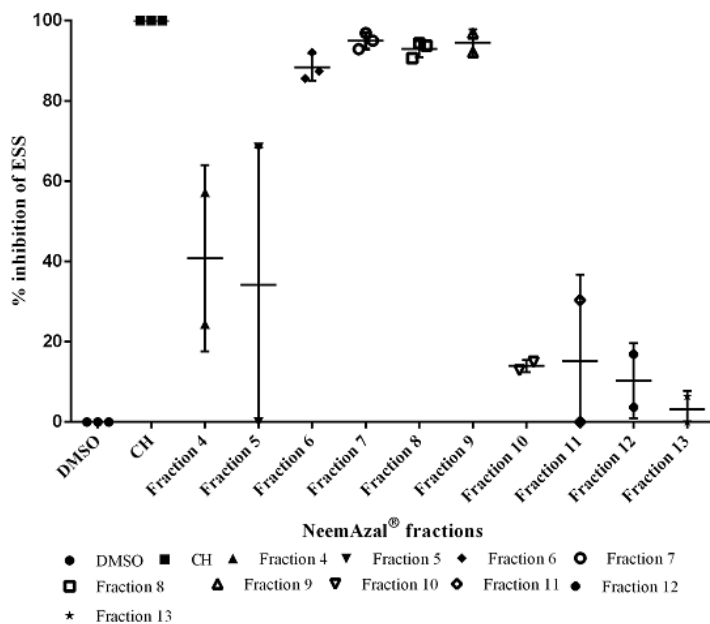 100
80
60
40
20
0
% inhibition of ESS
DMSO
CH
Fraction 4
Fraction 5
Fraction 6
Fraction 7
Fraction 8
Fraction 9
Fraction 10
Fraction 11
Fraction 12
Fraction 13
NeemAzal® fractions
DMSO CH Fraction 4 Fraction 5 Fraction 6 Fraction 7
Fraction 8 Fraction 9 Fraction 10 Fraction 11 Fraction 12
Fraction 13